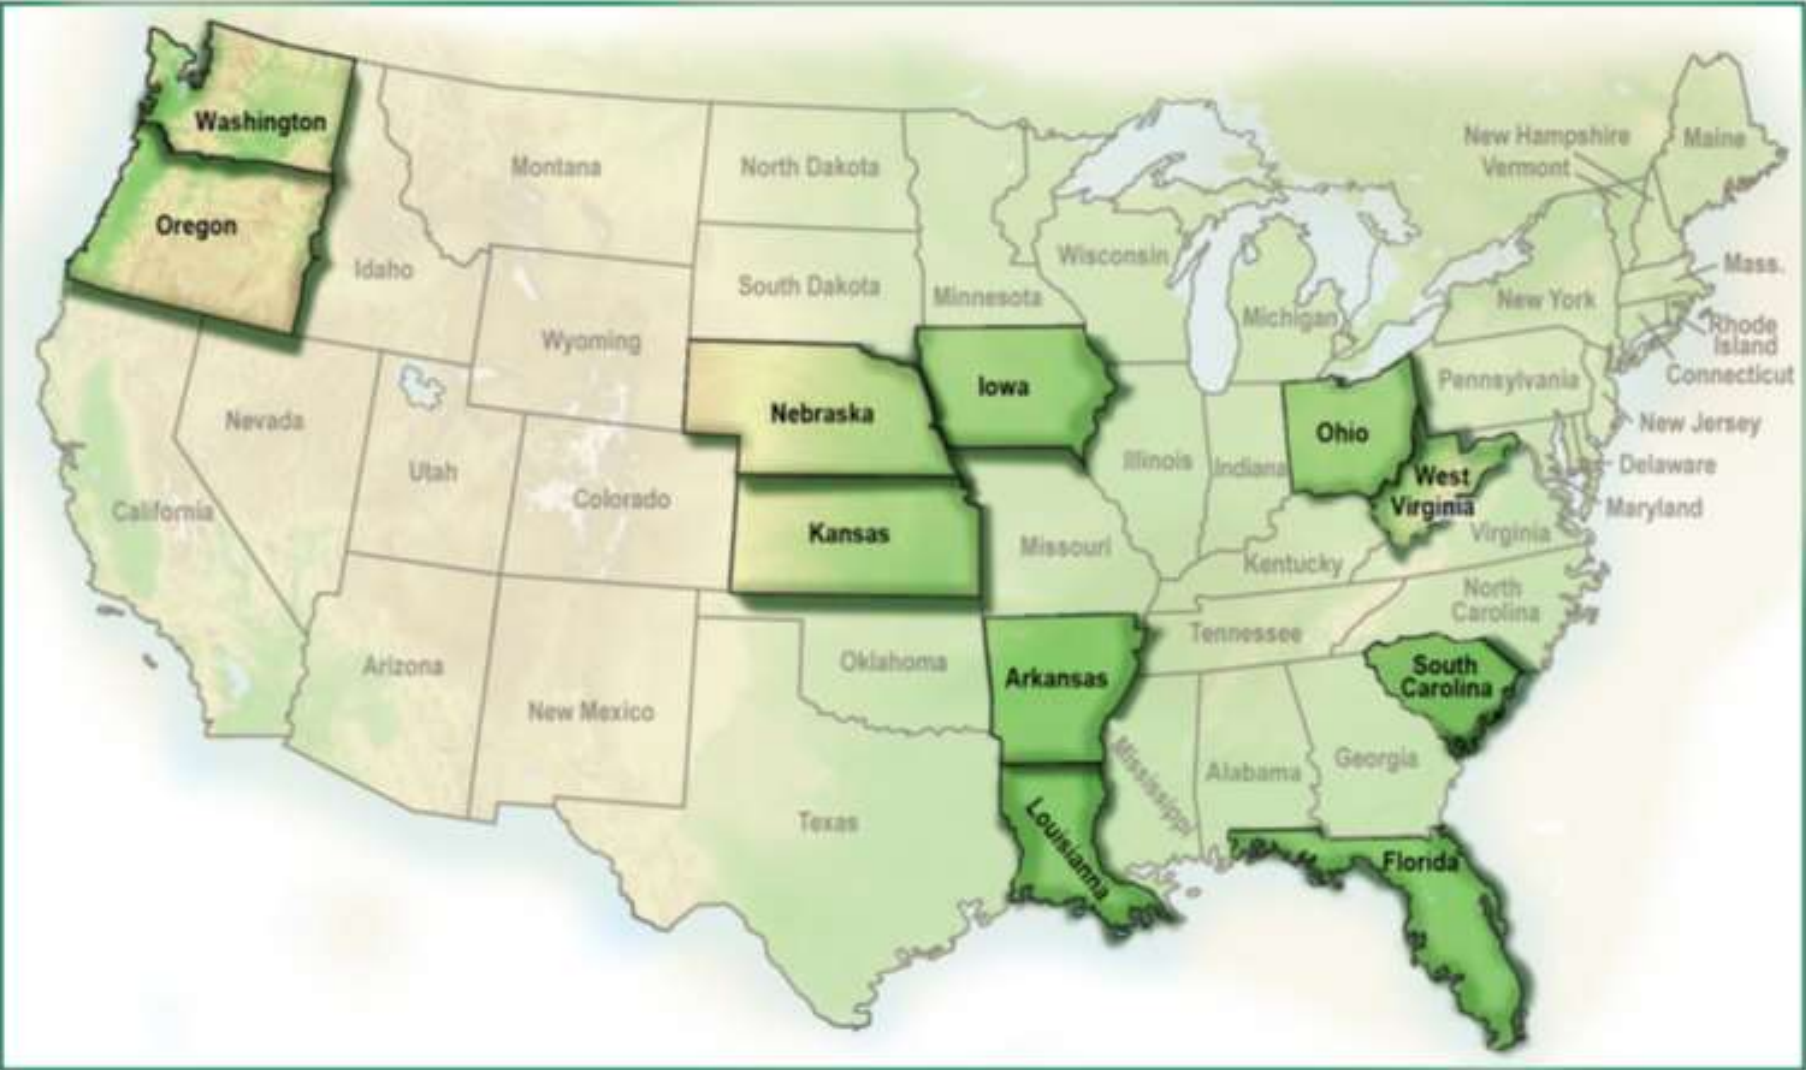 Washington
Montana
North Dakota
New Hampshire
Maine
Vermont
Oregon
Idaho
South Dakota
Minnesota
Wisconsin
Mass.
New York
Michigan
Rhode
Island
Wyoming
Connecticut
Pennsylvania
Iowa
Nebraska
Nevada
New Jersey
Ohio
Utah
Illinois
Indiana
Delaware
West
Virginia
Colorado
California
Maryland
Kansas
Virginia
Missouri
Kentucky
North
Carolina
Tennessee
Arizona
Oklahoma
Arkansas
South
Carolina
New Mexico
Mississippi
Alabama
Georgia
Texas
Louisianna
Florida